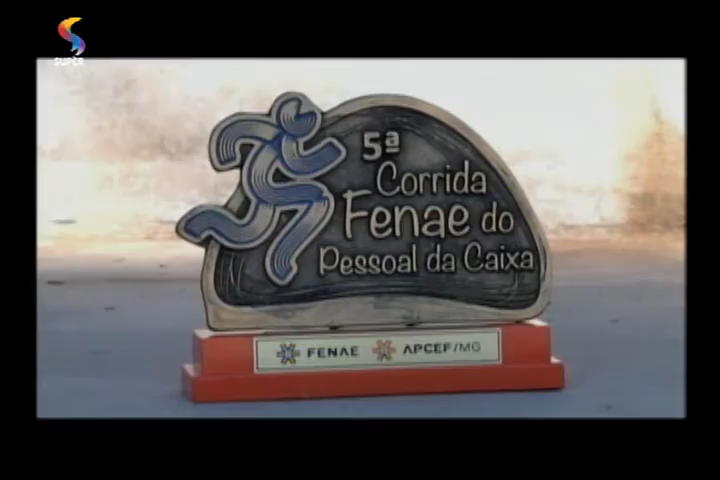 SUPER
5ª
Corrida
Fenae do
Pessoal da Caixa
FENAE APCEF/MG